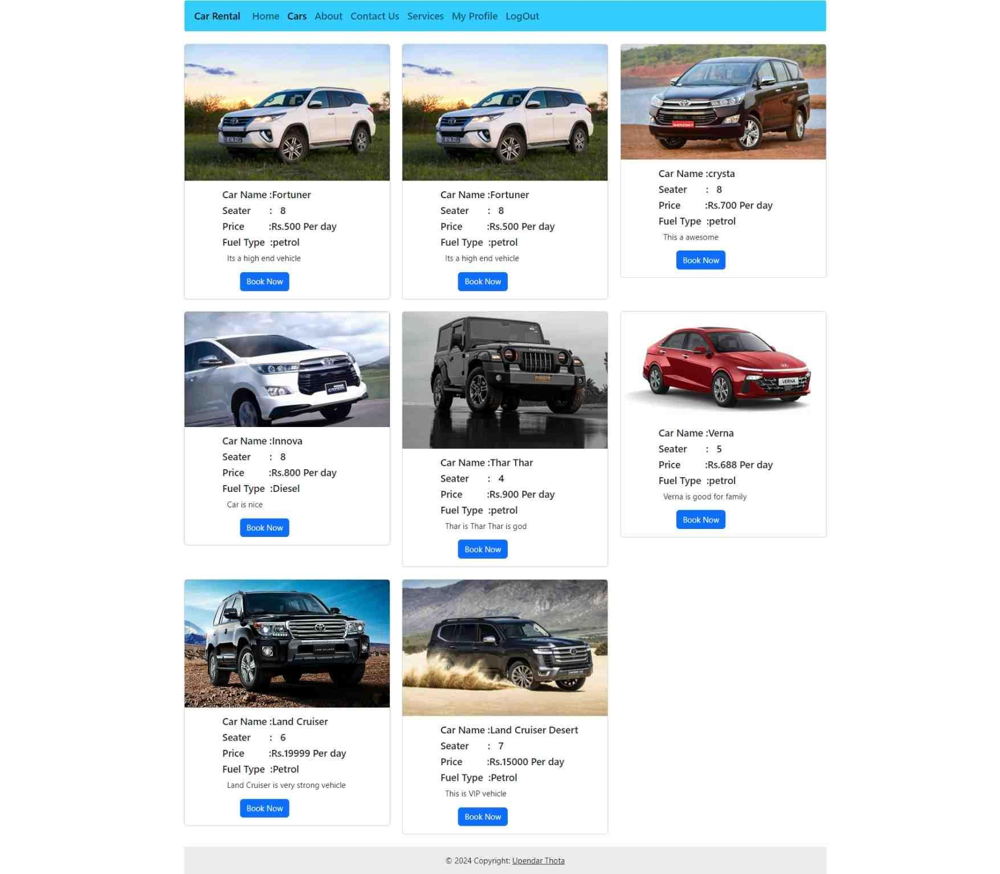 Car Rental Home Cars About Contact Us Services My Profile LogOut
Car Name :Fortuner
Seater : 8
Price :Rs.500 Per day
Fuel Type :petrol
Its a high end vehicle
Book Now
Car Name :Fortuner
Seater : 8
Price :Rs.500 Per day
Fuel Type :petrol
Its a high end vehicle
Book Now
Car Name :crysta
Seater : 8
Price :Rs.700 Per day
Fuel Type :petrol
This a awesome
Book Now
Car Name :Innova
Seater : 8
Price :Rs.800 Per day
Fuel Type :Diesel
Car is nice
Book Now
Car Name :Thar Thar
Seater : 4
Price :Rs.900 Per day
Fuel Type :petrol
Thar is Thar Thar is god
Book Now
VERNA
Car Name :Verna
Seater : 5
Price :Rs.688 Per day
Fuel Type :petrol
Verna is good for family
Book Now
LAND CRUISER
Car Name :Land Cruiser
Seater : 6
Price :Rs.19999 Per day
Fuel Type :Petrol
Land Cruiser is very strong vehicle
Book Now
Car Name :Land Cruiser Desert
Seater : 7
Price :Rs.15000 Per day
Fuel Type :Petrol
This is VIP vehicle
Book Now
© 2024 Copyright: Upendar Thota